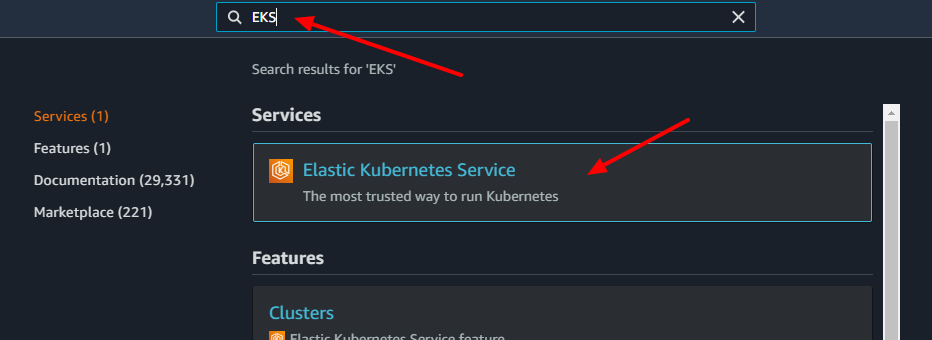 EKS
Search results for 'EKS'
Services (1)
Features (1)
Documentation (29,331)
Marketplace (221)
Services
Elastic Kubernetes Service
The most trusted way to run Kubernetes
Features
Clusters
Elastic Kubernetes Service feature